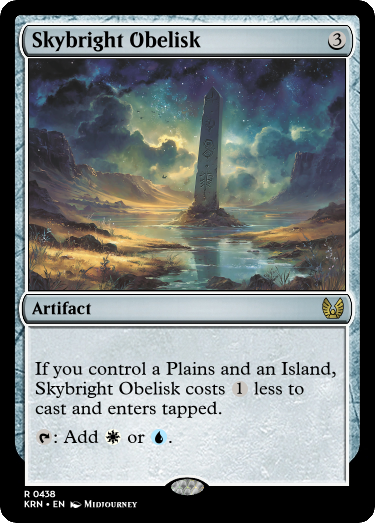 Skybright Obelisk 3
Artifact
If you control a Plains and an Island,
Skybright Obelisk costs 1 less to
cast and enters tapped.
: Add or .
R 0438
KRN • EN Midjourney